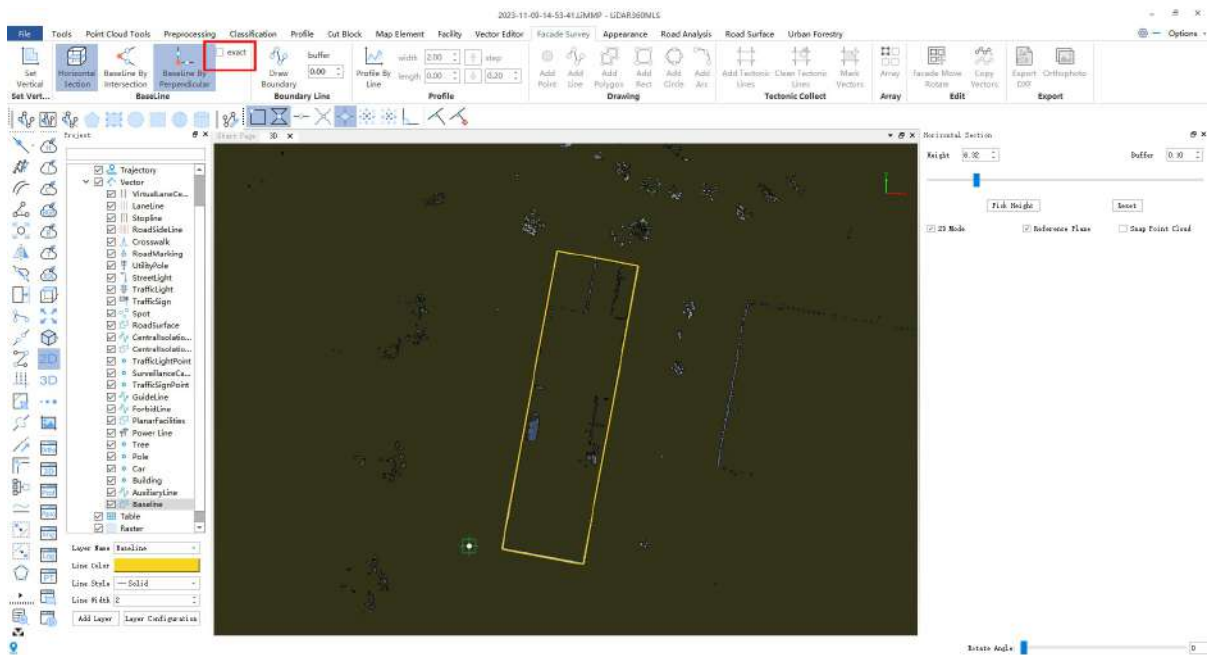 2023-11-09-14-53-41.LiMMP - LiDAR360MLS
File Tools Point Cloud Tools Preprocessing Classification Profile Cut Block Map Element Facility Vector Editor Facade Survey Appearance Road Analysis Road Surface Urban Forestry Options
exact buffer width 2.00 step
Set Vertical Horizontal Section Baseline By Intersection Baseline By Perpendicular Draw Boundary 0.00 Profile By Line length 0.00 0.20 Add Point Add Line Add Polygon Add Rect Add Circle Add Arc Add Tectonic Lines Clean Tectonic Lines Mark Vectors Array Facade Move Rotate Copy Vectors Export DXF Orthophoto
Set Vert... BaseLine Boundary Line Profile Drawing Tectonic Collect Array Edit Export
Project Start Page 3D Horizontal Section
Height 6.32 Buffer 0.10
Pick Height Reset
2D Mode Reference Plane Snap Point Cloud
Trajectory
Vector
VirtualLaneCe...
LaneLine
Stopline
RoadSideLine
Crosswalk
RoadMarking
UtilityPole
StreetLight
TrafficLight
TrafficSign
Spot
RoadSurface
CentralIsolatio...
CentralIsolatio...
TrafficLightPoint
SurveillanceCa...
TrafficSignPoint
GuideLine
ForbidLine
PlanarFacilities
Power Line
Tree
Pole
Car
Building
AuxiliaryLine
Baseline
Table
Raster
2D
3D
Layer Name Baseline
Line Color
Line Style Solid
Line Width 2
Add Layer Layer Configuration
Rotate Angle: 0